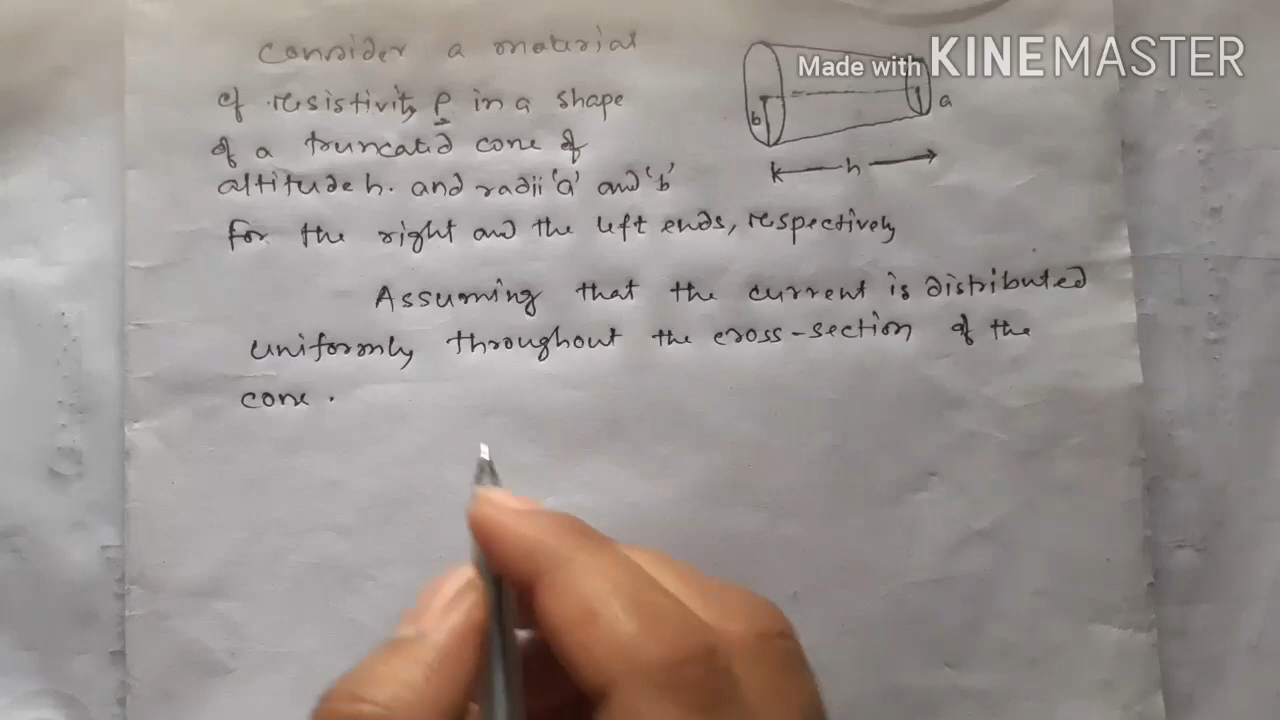 Consider a material
of resistivity ρ in a shape
of a truncated cone of
altitude h. and radii 'a' and 'b'
for the right and the left ends, respectively
Assuming that the current is distributed
uniformly throughout the cross-section of the
cone.
b
a
h
Made with KINEMASTER